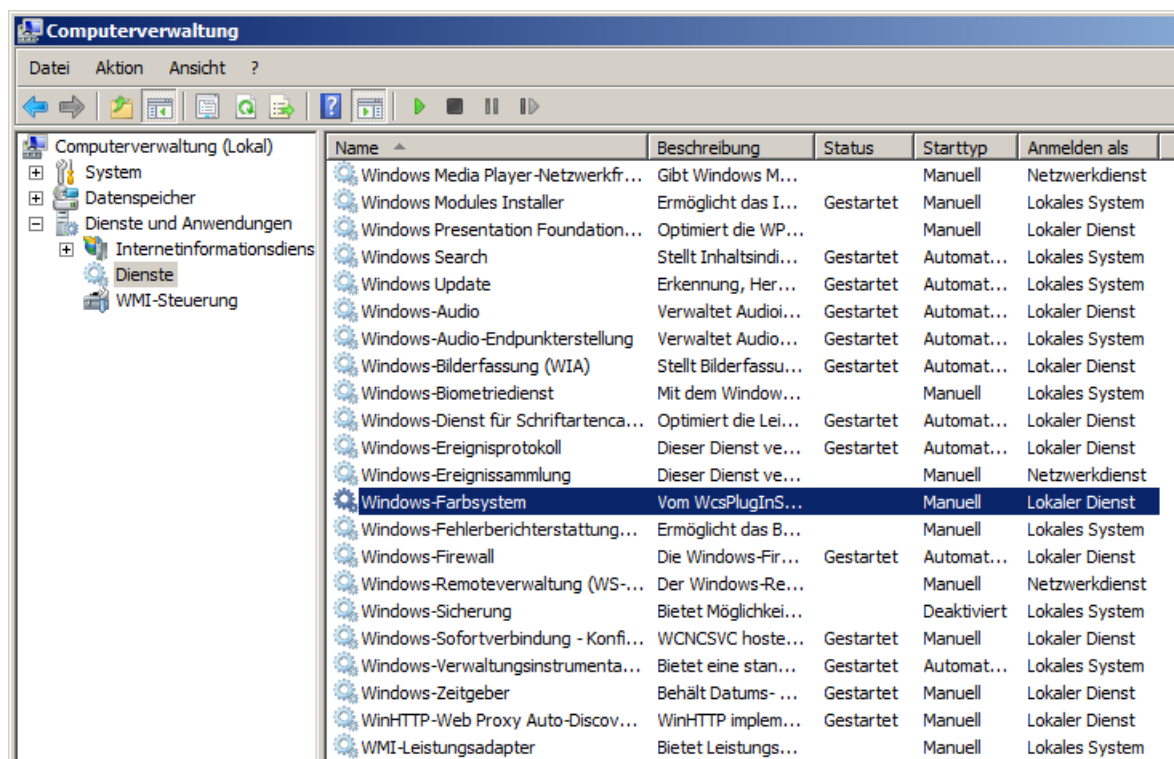 Computerverwaltung
Datei Aktion Ansicht ?
Computerverwaltung (Lokal)
System
Datenspeicher
Dienste und Anwendungen
Internetinformationsdiens
Dienste
WMI-Steuerung
Name Beschreibung Status Starttyp Anmelden als
Windows Media Player-Netzwerkfr... Gibt Windows M... Manuell Netzwerkdienst
Windows Modules Installer Ermöglicht das I... Gestartet Manuell Lokales System
Windows Presentation Foundation... Optimiert die WP... Manuell Lokaler Dienst
Windows Search Stellt Inhaltsindi... Gestartet Automat... Lokales System
Windows Update Erkennung, Her... Gestartet Automat... Lokales System
Windows-Audio Verwaltet Audioi... Gestartet Automat... Lokaler Dienst
Windows-Audio-Endpunkterstellung Verwaltet Audio... Gestartet Automat... Lokales System
Windows-Bilderfassung (WIA) Stellt Bilderfassu... Gestartet Automat... Lokaler Dienst
Windows-Biometriedienst Mit dem Window... Manuell Lokales System
Windows-Dienst für Schriftartenca... Optimiert die Lei... Gestartet Automat... Lokaler Dienst
Windows-Ereignisprotokoll Dieser Dienst ve... Gestartet Automat... Lokaler Dienst
Windows-Ereignissammlung Dieser Dienst ve... Manuell Netzwerkdienst
Windows-Farbsystem Vom WcsPlugInS... Manuell Lokaler Dienst
Windows-Fehlerberichterstattung... Ermöglicht das B... Manuell Lokales System
Windows-Firewall Die Windows-Fir... Gestartet Automat... Lokaler Dienst
Windows-Remoteverwaltung (WS-... Der Windows-Re... Manuell Netzwerkdienst
Windows-Sicherung Bietet Möglichkei... Deaktiviert Lokales System
Windows-Sofortverbindung - Konfi... WCNCSVC hoste... Gestartet Manuell Lokaler Dienst
Windows-Verwaltungsinstrumenta... Bietet eine stan... Gestartet Automat... Lokales System
Windows-Zeitgeber Behält Datums- ... Gestartet Manuell Lokaler Dienst
WinHTTP-Web Proxy Auto-Discov... WinHTTP implem... Gestartet Manuell Lokaler Dienst
WMI-Leistungsadapter Bietet Leistungs... Manuell Lokales System